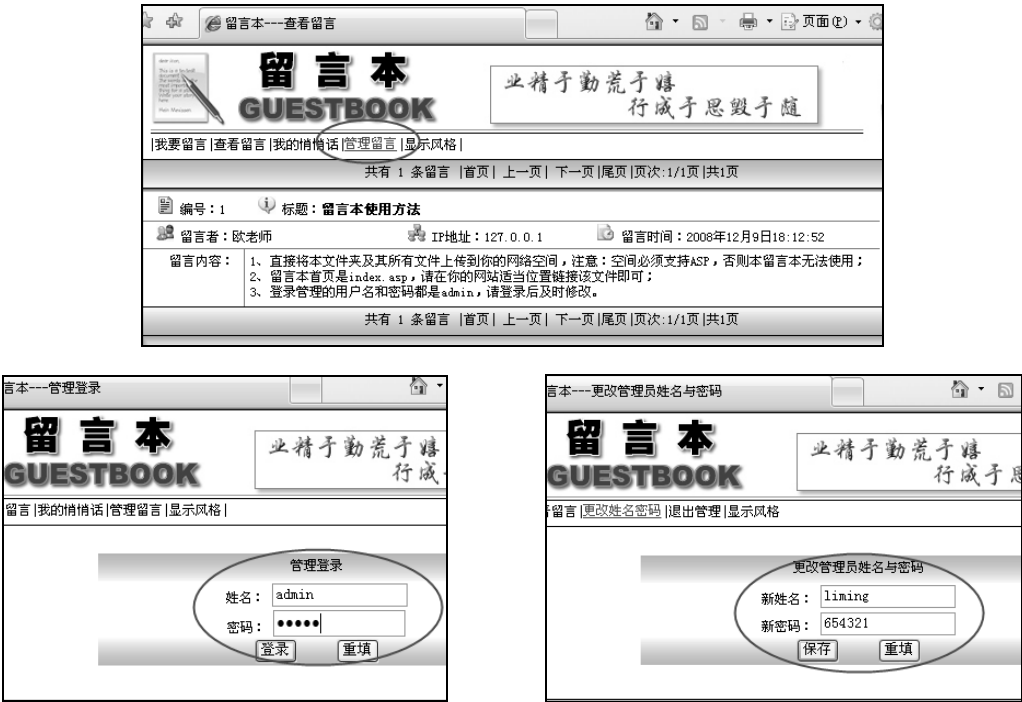 留言本---查看留言
页面(P)
留言本
GUESTBOOK
业精于勤荒于嬉
行成于思毁于随
|我要留言|查看留言|我的悄悄话|管理留言|显示风格|
共有 1 条留言 |首页| 上一页| 下一页|尾页|页次:1/1页|共1页
编号：1 标题：留言本使用方法
留言者：欧老师 IP地址：127.0.0.1 留言时间：2008年12月9日18:12:52
留言内容： 1、直接将本文件夹及其所有文件上传到你的网络空间，注意：空间必须支持ASP，否则本留言本无法使用；
2、留言本首页是index.asp，请在你的网站适当位置链接该文件即可；
3、登录管理的用户名和密码都是admin，请登录后及时修改。
共有 1 条留言 |首页| 上一页| 下一页|尾页|页次:1/1页|共1页
言本---管理登录
留言本
GUESTBOOK
业精于勤荒于嬉
行成
留言|我的悄悄话|管理留言|显示风格|
管理登录
姓名： admin
密码： ●●●●●
登录 重填
言本---更改管理员姓名与密码
留言本
GUESTBOOK
业精于勤荒于嬉
行成于思
留言|更改姓名密码|退出管理|显示风格
更改管理员姓名与密码
新姓名： liming
新密码： 654321
保存 重填